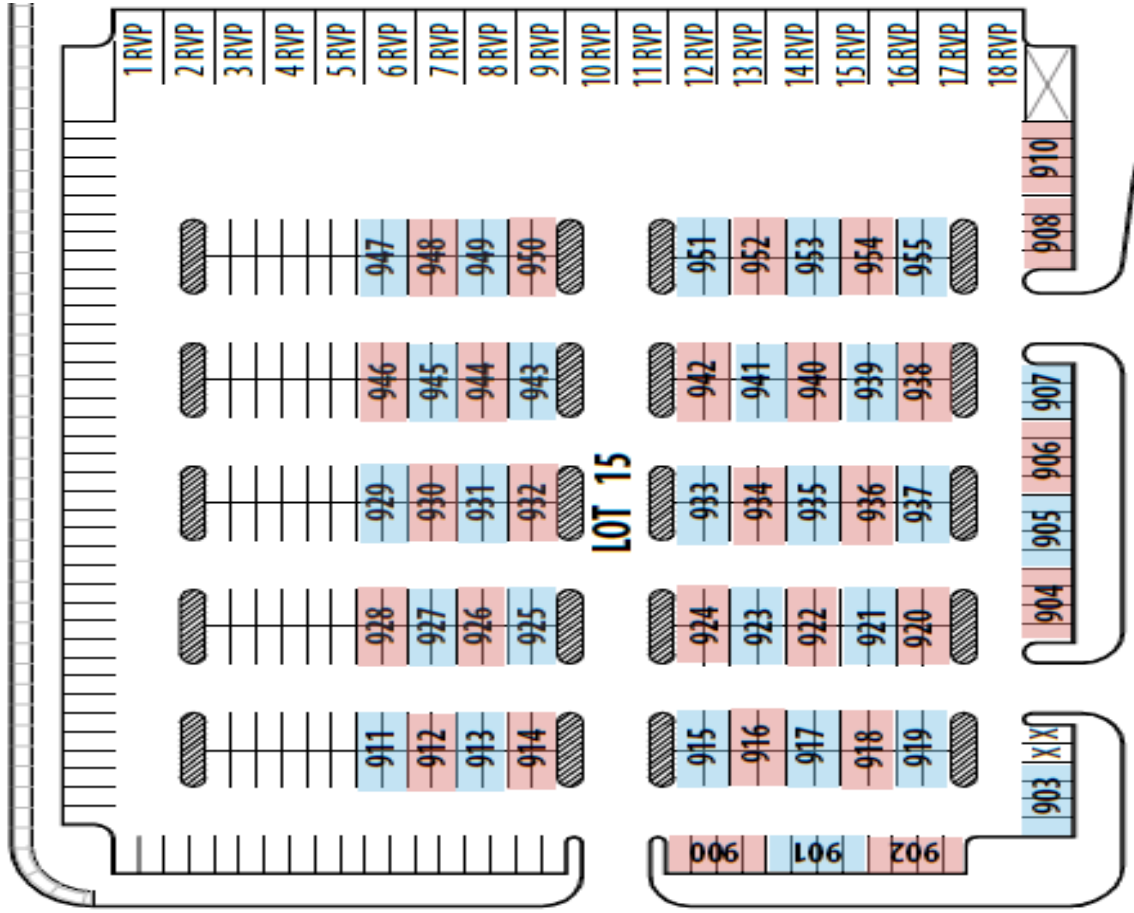 1 RVP
2 RVP
3 RVP
4 RVP
5 RVP
6 RVP
7 RVP
8 RVP
9 RVP
10 RVP
11 RVP
12 RVP
13 RVP
14 RVP
15 RVP
16 RVP
17 RVP
18 RVP
910
908
947 948 949 950 951 952 953 954 955
946 945 944 943 942 941 940 939 938
907
906
905
904
LOT 15
929 930 931 932 933 934 935 936 937
928 927 926 925 924 923 922 921 920
911 912 913 914 915 916 917 918 919
X X
903
900 901 902